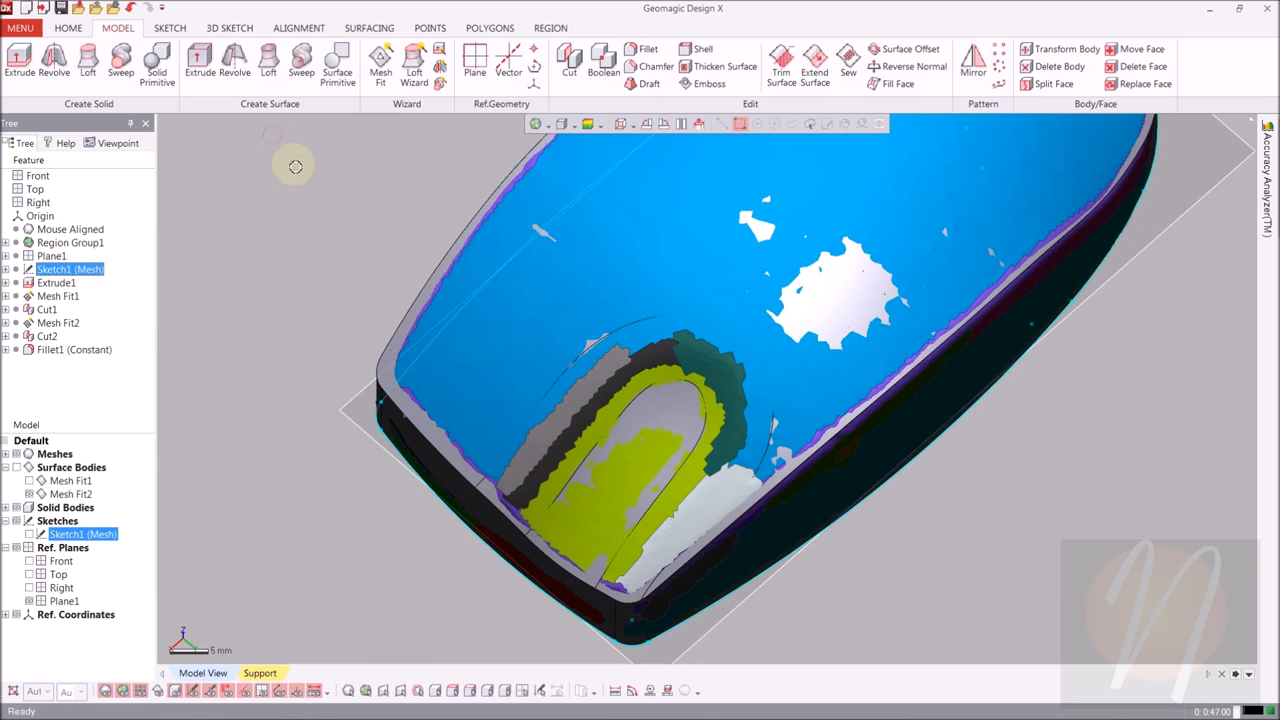 Geomagic Design X
MENU HOME MODEL SKETCH 3D SKETCH ALIGNMENT SURFACING POINTS POLYGONS REGION
Extrude Revolve Loft Sweep Solid Primitive
Create Solid
Extrude Revolve Loft Sweep Surface Primitive
Create Surface
Mesh Fit Loft Wizard
Wizard
Plane Vector
Ref.Geometry
Cut Boolean
Fillet Shell
Chamfer Thicken Surface
Draft Emboss
Trim Surface Extend Surface Sew
Surface Offset
Reverse Normal
Fill Face
Edit
Mirror
Pattern
Transform Body Move Face
Delete Body Delete Face
Split Face Replace Face
Body/Face
Tree
Tree Help Viewpoint
Feature
Front
Top
Right
Origin
Mouse Aligned
Region Group1
Plane1
Sketch1 (Mesh)
Extrude1
Mesh Fit1
Cut1
Mesh Fit2
Cut2
Fillet1 (Constant)
Model
Default
Meshes
Surface Bodies
Mesh Fit1
Mesh Fit2
Solid Bodies
Sketches
Sketch1 (Mesh)
Ref. Planes
Front
Top
Right
Plane1
Ref. Coordinates
Accuracy Analyzer(TM)
Z
5 mm
Model View Support
Au Au
Ready
0: 0:47.00